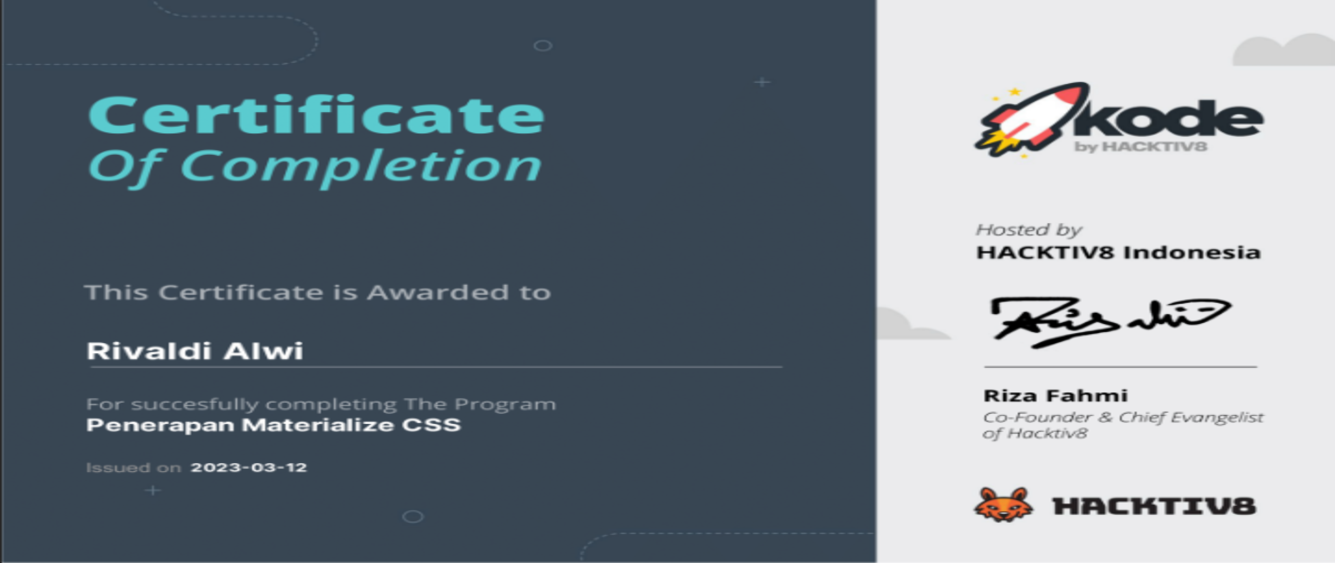 Certificate
Of Completion
This Certificate is Awarded to
Rivaldi Alwi
For succesfully completing The Program
Penerapan Materialize CSS
Issued on 2023-03-12
kode
by HACKTIV8
Hosted by
HACKTIV8 Indonesia
Riza Fahmi
Co-Founder & Chief Evangelist
of Hacktiv8
HACKTIV8